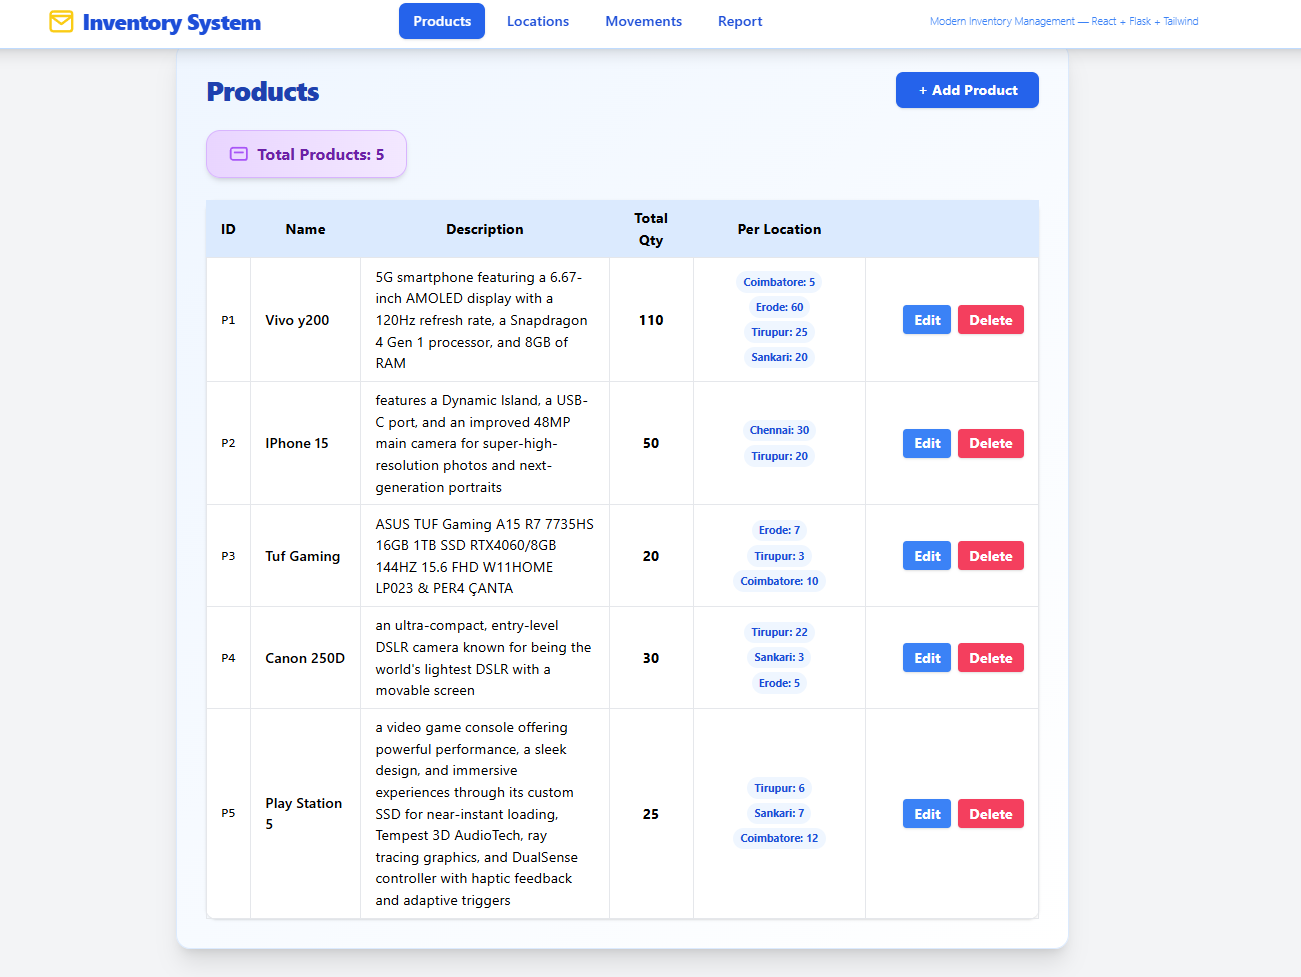 Inventory System
Products
Locations
Movements
Report
Modern Inventory Management — React + Flask + Tailwind
Products
+ Add Product
Total Products: 5
ID
Name
Description
Total
Qty
Per Location
P1
Vivo y200
5G smartphone featuring a 6.67-
inch AMOLED display with a
120Hz refresh rate, a Snapdragon
4 Gen 1 processor, and 8GB of
RAM
110
Coimbatore: 5
Erode: 60
Tirupur: 25
Sankari: 20
Edit
Delete
P2
IPhone 15
features a Dynamic Island, a USB-
C port, and an improved 48MP
main camera for super-high-
resolution photos and next-
generation portraits
50
Chennai: 30
Tirupur: 20
Edit
Delete
P3
Tuf Gaming
ASUS TUF Gaming A15 R7 7735HS
16GB 1TB SSD RTX4060/8GB
144HZ 15.6 FHD W11HOME
LP023 & PER4 ÇANTA
20
Erode: 7
Tirupur: 3
Coimbatore: 10
Edit
Delete
P4
Canon 250D
an ultra-compact, entry-level
DSLR camera known for being the
world's lightest DSLR with a
movable screen
30
Tirupur: 22
Sankari: 3
Erode: 5
Edit
Delete
P5
Play Station
5
a video game console offering
powerful performance, a sleek
design, and immersive
experiences through its custom
SSD for near-instant loading,
Tempest 3D AudioTech, ray
tracing graphics, and DualSense
controller with haptic feedback
and adaptive triggers
25
Tirupur: 6
Sankari: 7
Coimbatore: 12
Edit
Delete